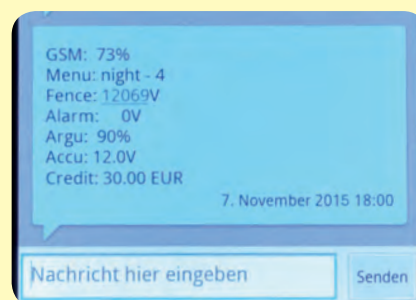 GSM: 73%
Menu: night - 4
Fence: 12069V
Alarm: 0V
Argu: 90%
Accu: 12.0V
Credit: 30.00 EUR
7. November 2015 18:00
Nachricht hier eingeben
Senden